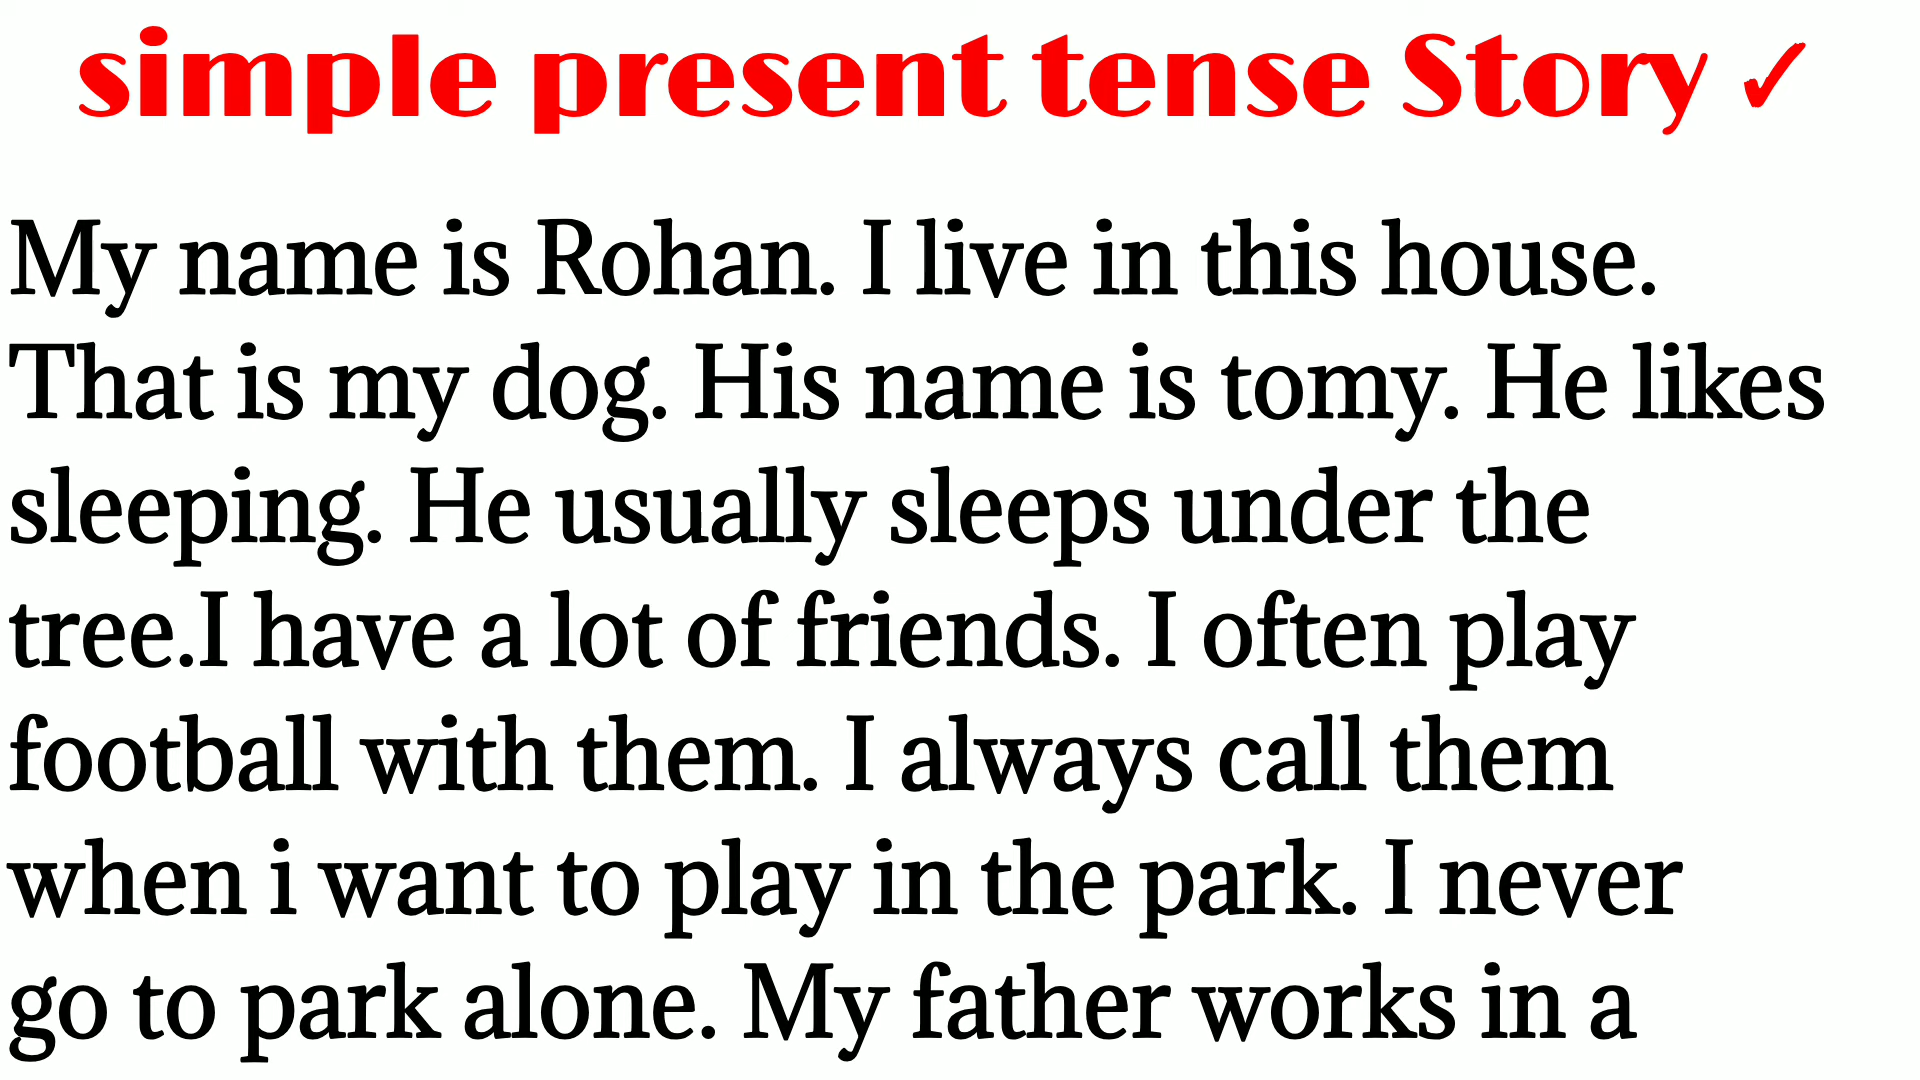 simple present tense Story ✓
My name is Rohan. I live in this house.
That is my dog. His name is tomy. He likes
sleeping. He usually sleeps under the
tree.I have a lot of friends. I often play
football with them. I always call them
when i want to play in the park. I never
go to park alone. My father works in a